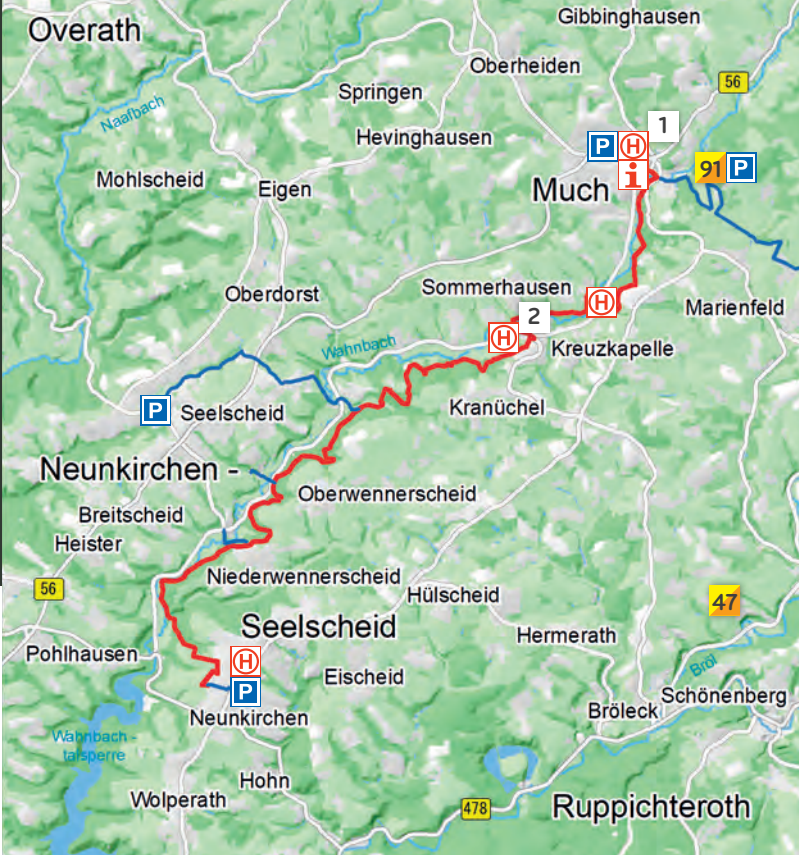 Gibbinghausen
Overath
Oberheiden
56
Springen
Naafbach
1
Hevinghausen
P H
91 P
i
Mohlscheid
Eigen
Much
Sommerhausen
Oberdorst
H
Marienfeld
2
H
Wahnbach
Kreuzkapelle
P
Seelscheid
Kranüchel
Neunkirchen -
Oberwennerscheid
Breitscheid
Heister
Niederwennerscheid
56
Hülscheid
47
Seelscheid
Hermerath
Pohlhausen
H
Eischeid
Bröl
P
Schönenberg
Neunkirchen
Bröleck
Wahnbach -
talsperre
Hohn
Wolperath
478
Ruppichteroth